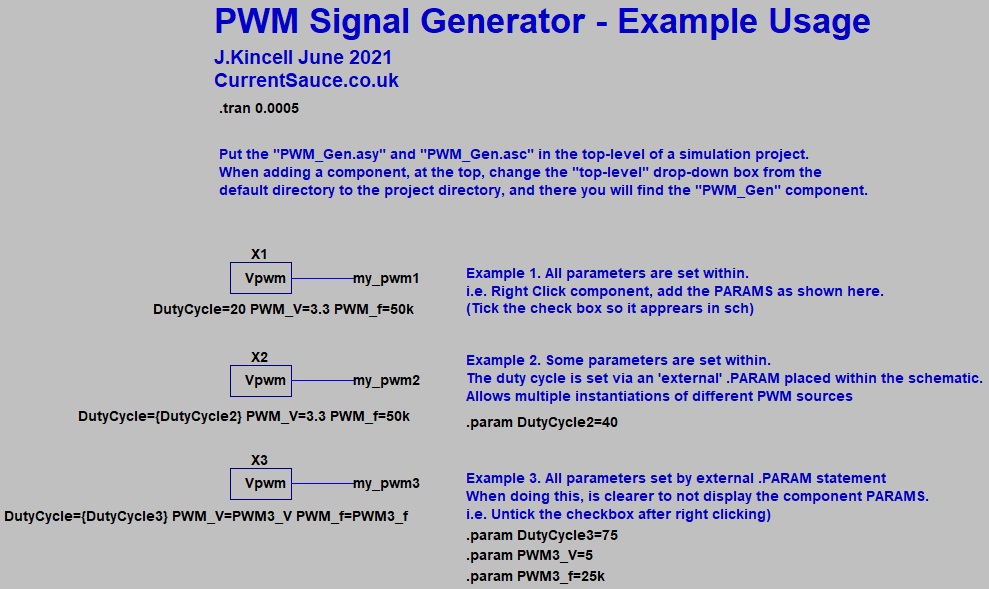 PWM Signal Generator - Example Usage
J.Kincell June 2021
CurrentSauce.co.uk
.tran 0.0005
Put the "PWM_Gen.asy" and "PWM_Gen.asc" in the top-level of a simulation project.
When adding a component, at the top, change the "top-level" drop-down box from the
default directory to the project directory, and there you will find the "PWM_Gen" component.
X1
Vpwm
my_pwm1
DutyCycle=20 PWM_V=3.3 PWM_f=50k
Example 1. All parameters are set within.
i.e. Right Click component, add the PARAMS as shown here.
(Tick the check box so it apprears in sch)
X2
Vpwm
my_pwm2
DutyCycle={DutyCycle2} PWM_V=3.3 PWM_f=50k
Example 2. Some parameters are set within.
The duty cycle is set via an 'external' .PARAM placed within the schematic.
Allows multiple instantiations of different PWM sources
.param DutyCycle2=40
X3
Vpwm
my_pwm3
DutyCycle={DutyCycle3} PWM_V=PWM3_V PWM_f=PWM3_f
Example 3. All parameters set by external .PARAM statement
When doing this, is clearer to not display the component PARAMS.
i.e. Untick the checkbox after right clicking)
.param DutyCycle3=75
.param PWM3_V=5
.param PWM3_f=25k